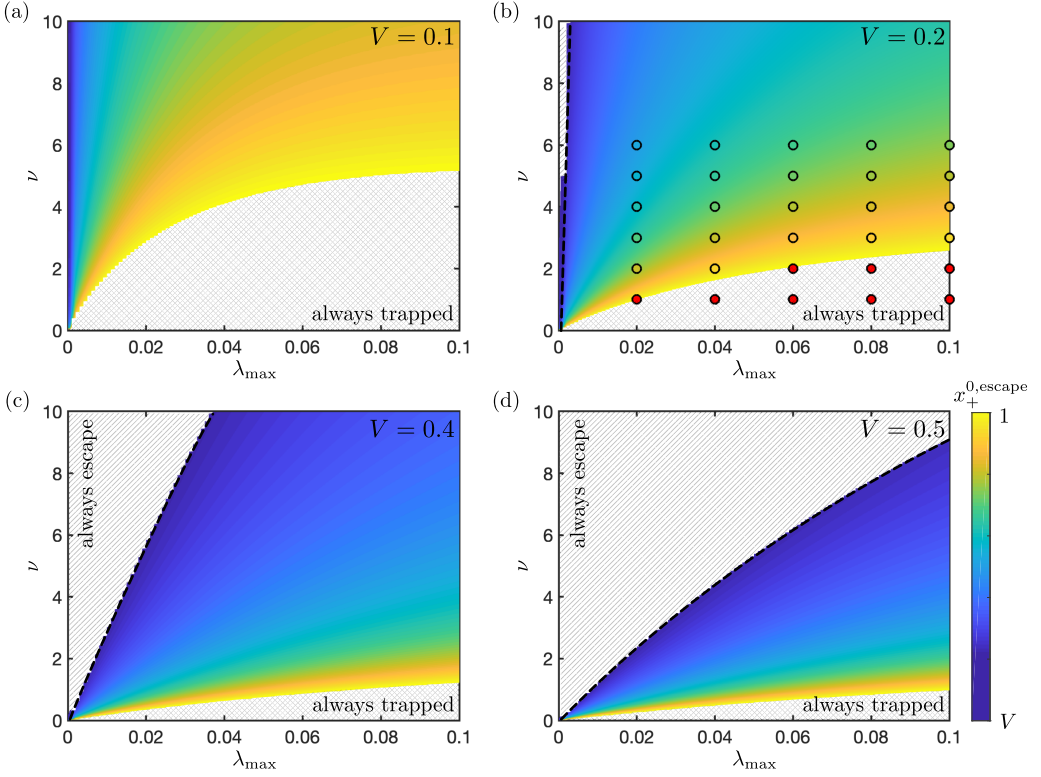 (a)
V = 0.1
10
8
6
4
2
0
ν
always trapped
0
0.02
0.04
0.06
0.08
0.1
λmax
(b)
V = 0.2
10
8
6
4
2
0
ν
always trapped
0
0.02
0.04
0.06
0.08
0.1
λmax
(c)
V = 0.4
10
8
6
4
2
0
ν
always escape
always trapped
0
0.02
0.04
0.06
0.08
0.1
λmax
(d)
V = 0.5
10
8
6
4
2
0
ν
always escape
always trapped
0
0.02
0.04
0.06
0.08
0.1
λmax
x₊^{0,escape}
1
V